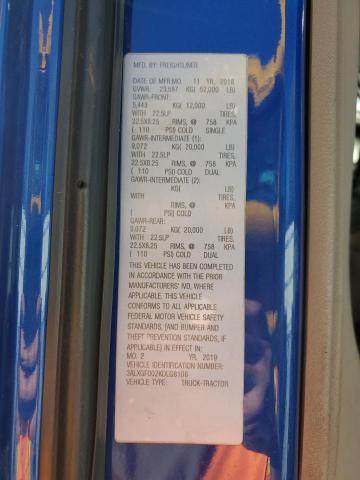 MFD. BY: FREIGHTLINER
DATE OF MFD.:MO. 11 YR. 2018
GVWR: 23,587 KG( 52,000 LB)
GAWR-FRONT:
5,443 KG( 12,000 LB)
WITH 22.5LP TIRES,
22.5X8.25 RIMS, @ 758 KPA
( 110 PSI) COLD SINGLE
GAWR-INTERMEDIATE (1):
9,072 KG( 20,000 LB)
WITH 22.5LP TIRES,
22.5X8.25 RIMS, @ 758 KPA
( 110 PSI) COLD DUAL
GAWR-INTERMEDIATE (2):
KG( LB)
WITH TIRES,
RIMS, @ KPA
( PSI) COLD
GAWR-REAR:
9,072 KG( 20,000 LB)
WITH 22.5LP TIRES,
22.5X8.25 RIMS, @ 758 KPA
( 110 PSI) COLD DUAL
THIS VEHICLE HAS BEEN COMPLETED
IN ACCORDANCE WITH THE PRIOR
MANUFACTURERS' IVD, WHERE
APPLICABLE. THIS VEHICLE
CONFORMS TO ALL APPLICABLE
FEDERAL MOTOR VEHICLE SAFETY
STANDARDS, [AND BUMPER AND
THEFT PREVENTION STANDARDS, IF
APPLICABLE] IN EFFECT IN:
MO. 2 YR. 2019
VEHICLE IDENTIFICATION NUMBER:
VEHICLE TYPE: TRUCK-TRACTOR